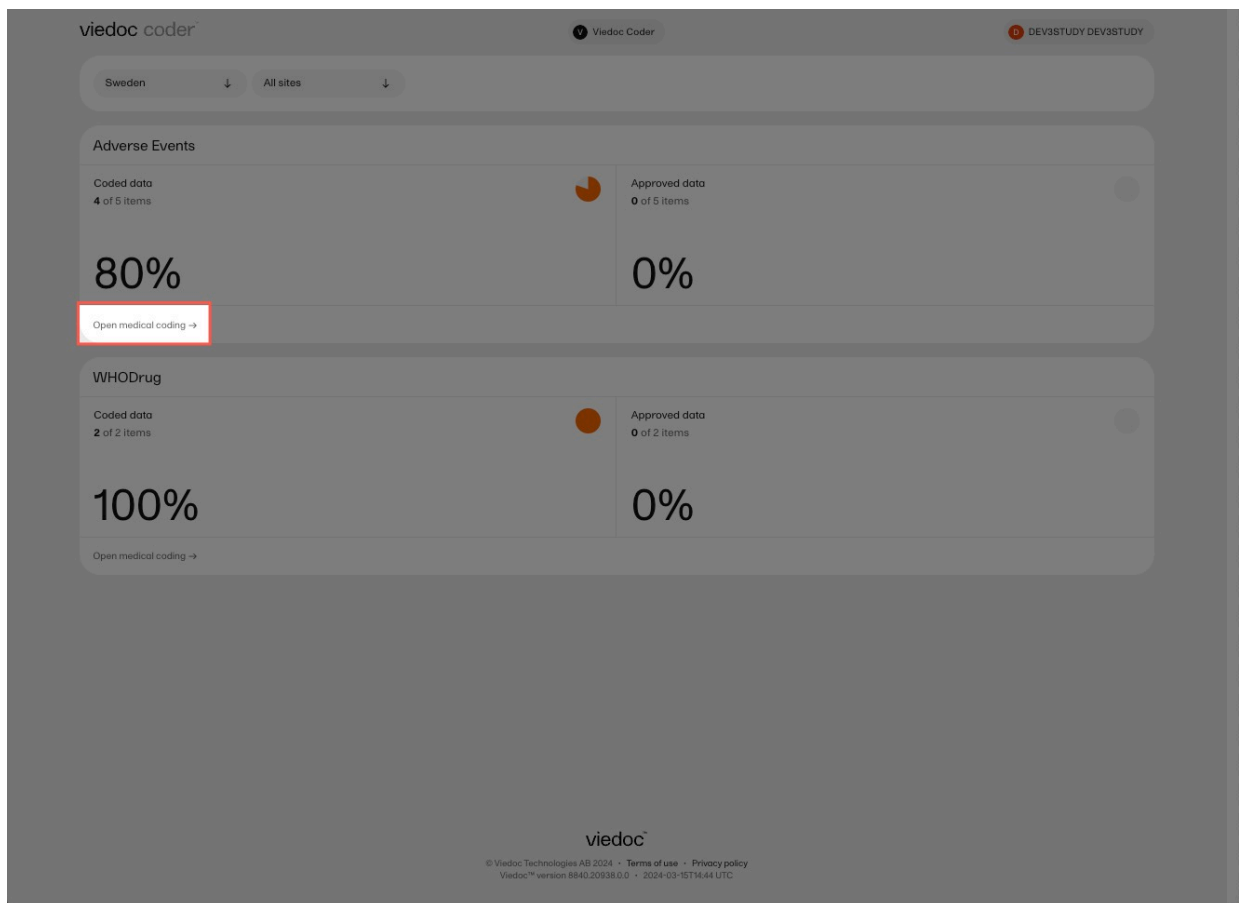 viedoc coder™
V Viedoc Coder
D DEV3STUDY DEV3STUDY
Sweden ↓ All sites ↓
Adverse Events
Coded data
4 of 5 items
80%
Approved data
0 of 5 items
0%
Open medical coding →
WHODrug
Coded data
2 of 2 items
100%
Approved data
0 of 2 items
0%
Open medical coding →
viedoc™
© Viedoc Technologies AB 2024 • Terms of use • Privacy policy
Viedoc™ version 8840.20938.0.0 • 2024-03-15T14:44 UTC